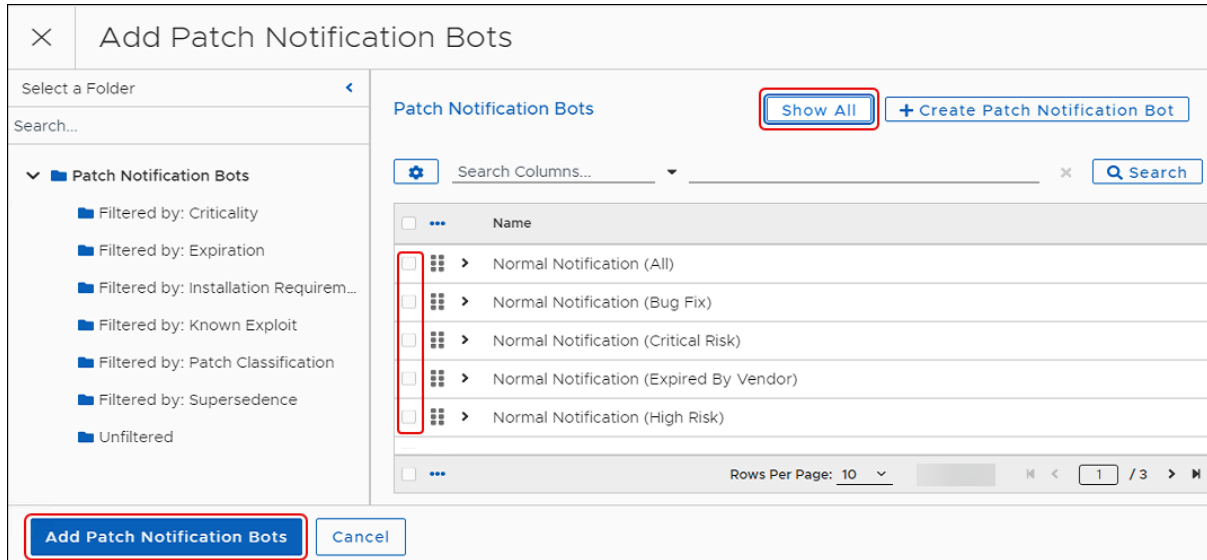 Add Patch Notification Bots
Select a Folder
Search...
Patch Notification Bots
Filtered by: Criticality
Filtered by: Expiration
Filtered by: Installation Requirem...
Filtered by: Known Exploit
Filtered by: Patch Classification
Filtered by: Supersedence
Unfiltered
Patch Notification Bots
Show All
+ Create Patch Notification Bot
Search Columns...
Search
Name
Normal Notification (All)
Normal Notification (Bug Fix)
Normal Notification (Critical Risk)
Normal Notification (Expired By Vendor)
Normal Notification (High Risk)
Rows Per Page: 10
1 / 3
Add Patch Notification Bots
Cancel